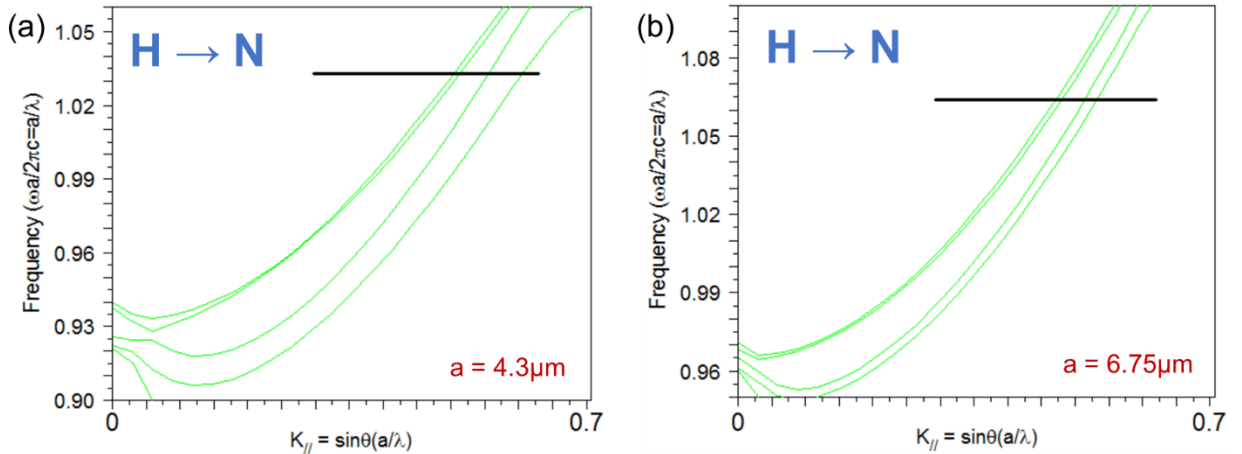 (a)
H → N
1.05
1.02
0.99
0.96
0.93
0.90
Frequency (ωa/2πc=a/λ)
a = 4.3μm
0
0.7
K// = sinθ(a/λ)
(b)
H → N
1.08
1.06
1.05
1.02
0.99
0.96
Frequency (ωa/2πc=a/λ)
a = 6.75μm
0
0.7
K// = sinθ(a/λ)